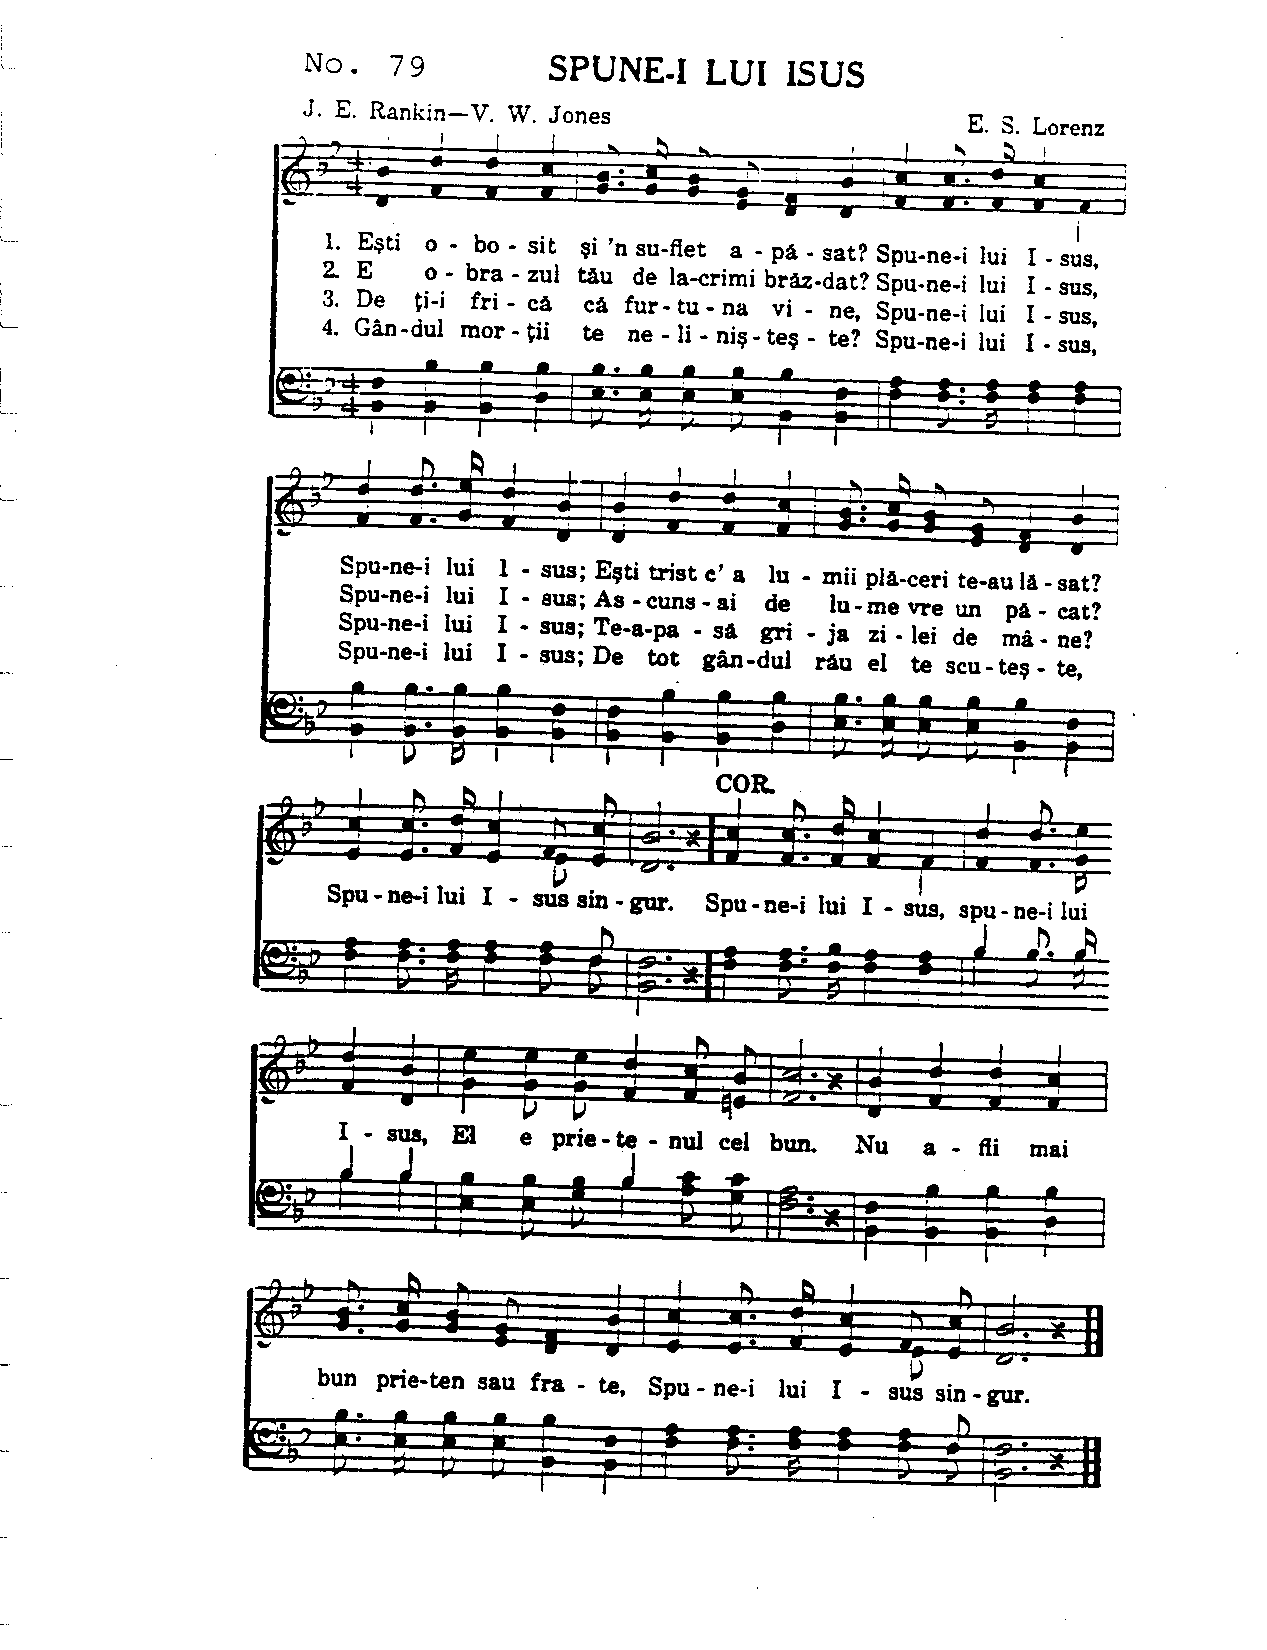 No. 79 SPUNE-I LUI ISUS
J. E. Rankin—V. W. Jones E. S. Lorenz
1. Ești o - bo - sit și 'n su-flet a - pă - sat? Spu-ne-i lui I - sus,
2. E o - bra - zul tău de la-crimi brăz-dat? Spu-ne-i lui I - sus,
3. De ți-i fri - că că fur - tu - na vi - ne, Spu-ne-i lui I - sus,
4. Gân-dul mor - ții te ne - li - niș - teș - te? Spu-ne-i lui I - sus,
Spu-ne-i lui I - sus; Ești trist c' a lu - mii plă-ceri te-au lă - sat?
Spu-ne-i lui I - sus; As - cuns - ai de lu - me vre un pă - cat?
Spu-ne-i lui I - sus; Te-a-pa - să gri - ja zi - lei de mâ - ne?
Spu-ne-i lui I - sus; De tot gân-dul rău el te scu - teș - te,
COR.
Spu - ne-i lui I - sus sin - gur. Spu - ne-i lui I - sus, spu - ne-i lui
I - sus, El e prie - te - nul cel bun. Nu a - fli mai
bun prie-ten sau fra - te, Spu - ne-i lui I - sus sin - gur.